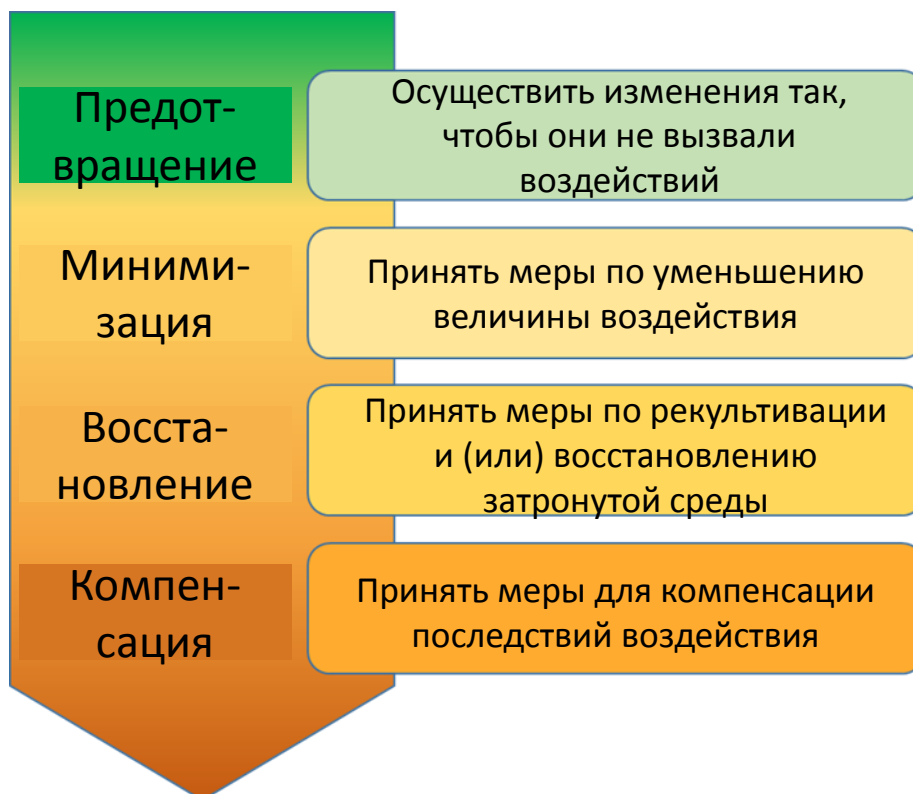 Предот-
вращение
Осуществить изменения так,
чтобы они не вызвали
воздействий
Миними-
зация
Принять меры по уменьшению
величины воздействия
Восста-
новление
Принять меры по рекультивации
и (или) восстановлению
затронутой среды
Компен-
сация
Принять меры для компенсации
последствий воздействия